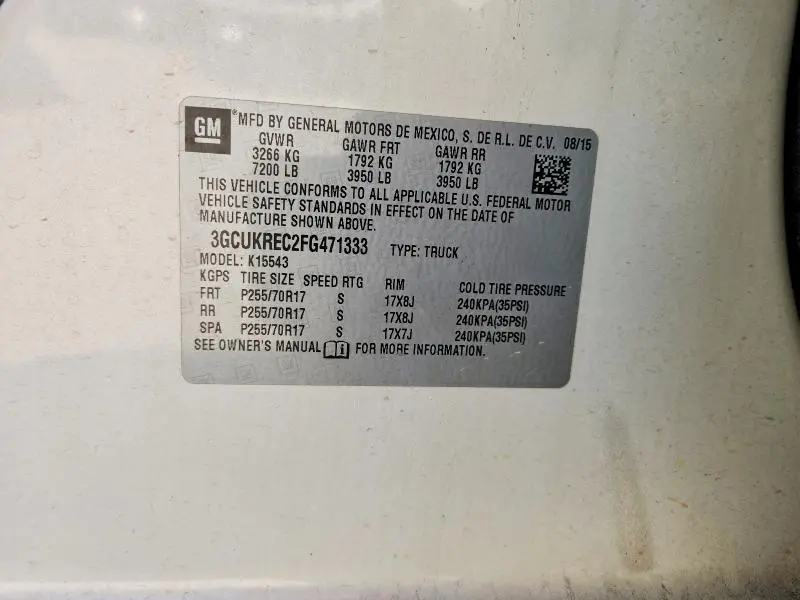 GM
®MFD BY GENERAL MOTORS DE MEXICO, S. DE R.L. DE C.V. 08/15
GVWR GAWR FRT GAWR RR
3266 KG 1792 KG 1792 KG
7200 LB 3950 LB 3950 LB
THIS VEHICLE CONFORMS TO ALL APPLICABLE U.S. FEDERAL MOTOR
VEHICLE SAFETY STANDARDS IN EFFECT ON THE DATE OF
MANUFACTURE SHOWN ABOVE.
3GCUKREC2FG471333 TYPE: TRUCK
MODEL: K15543
KGPS TIRE SIZE SPEED RTG RIM COLD TIRE PRESSURE
FRT P255/70R17 S 17X8J 240KPA(35PSI)
RR P255/70R17 S 17X8J 240KPA(35PSI)
SPA P255/70R17 S 17X7J 240KPA(35PSI)
SEE OWNER'S MANUAL FOR MORE INFORMATION.